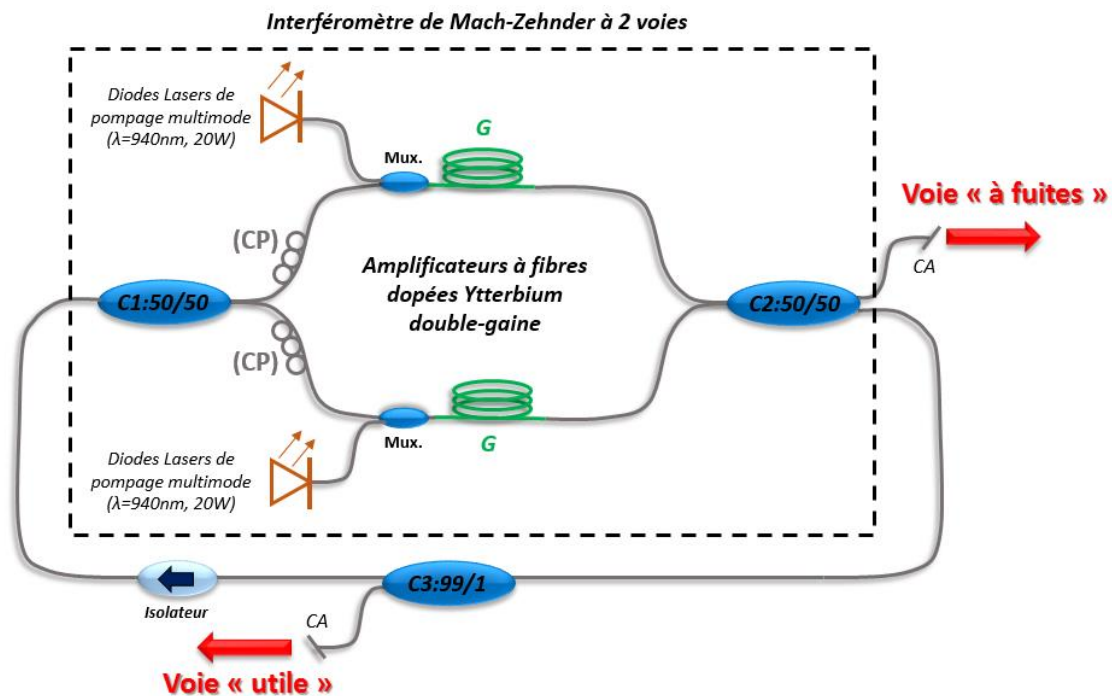 Interféromètre de Mach-Zehnder à 2 voies
Diodes Lasers de
pompage multimode
(λ=940nm, 20W)
G
Mux.
(CP)
Voie « à fuites »
CA
Amplificateurs à fibres
dopées Ytterbium
double-gaine
C1:50/50
C2:50/50
(CP)
Mux.
G
Diodes Lasers de
pompage multimode
(λ=940nm, 20W)
C3:99/1
Isolateur
CA
Voie « utile »